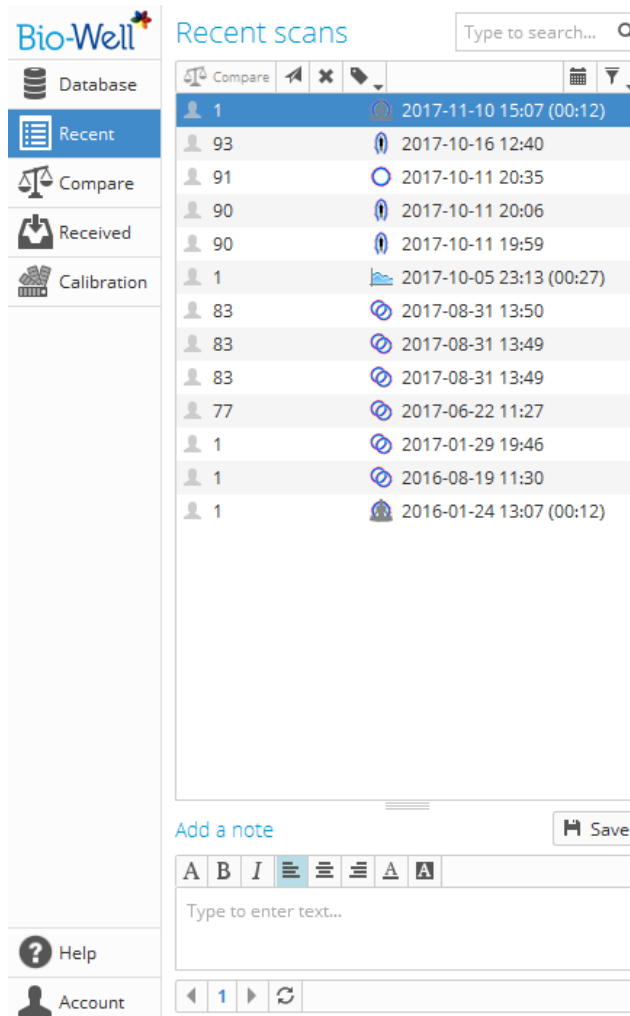 Bio-Well
Database
Recent
Compare
Received
Calibration
Help
Account
Recent scans
Type to search...
Compare
1 2017-11-10 15:07 (00:12)
93 2017-10-16 12:40
91 2017-10-11 20:35
90 2017-10-11 20:06
90 2017-10-11 19:59
1 2017-10-05 23:13 (00:27)
83 2017-08-31 13:50
83 2017-08-31 13:49
83 2017-08-31 13:49
77 2017-06-22 11:27
1 2017-01-29 19:46
1 2016-08-19 11:30
1 2016-01-24 13:07 (00:12)
Add a note
Save
A B I A A
Type to enter text...
1